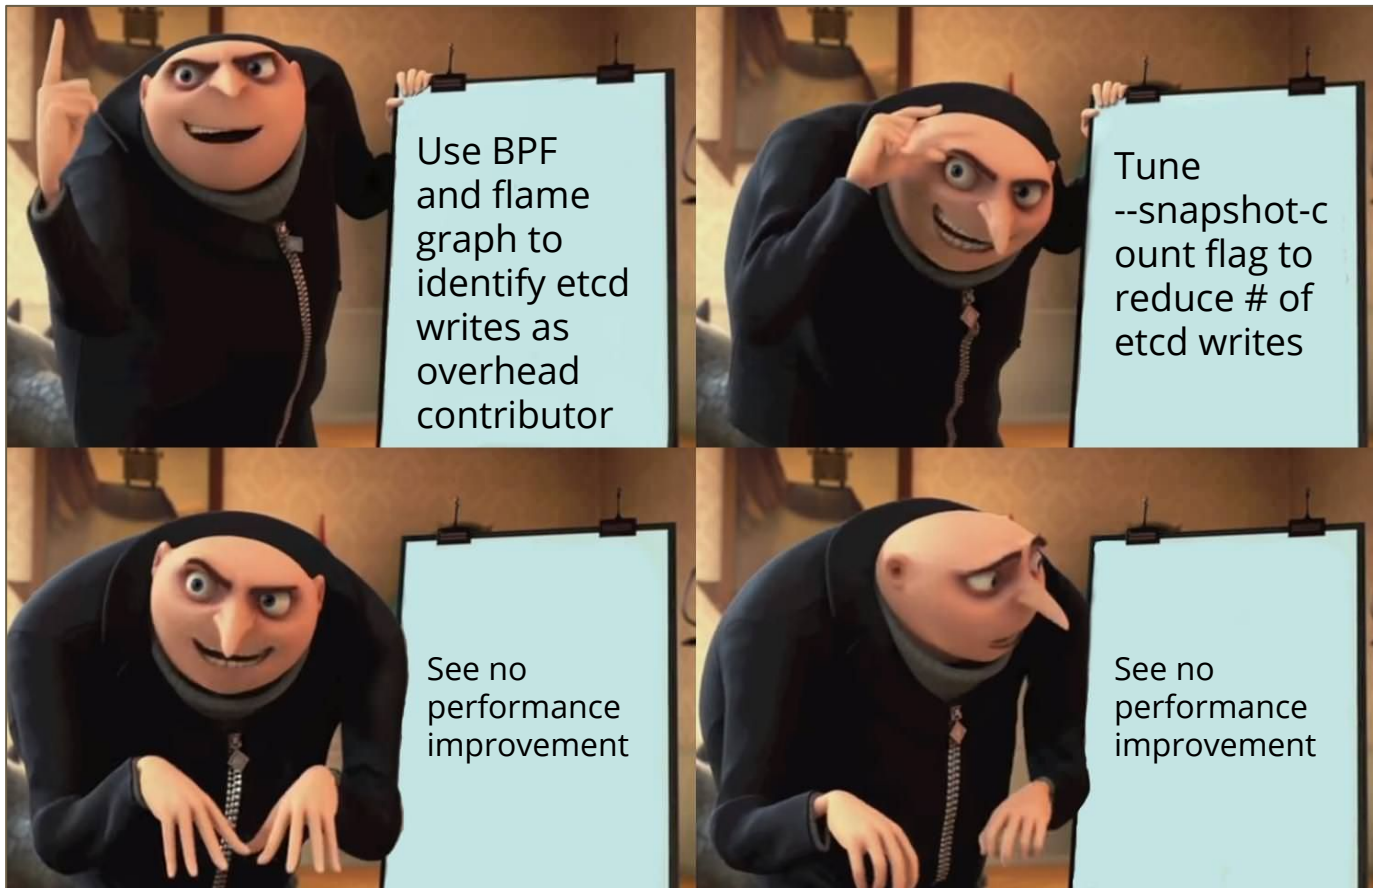 Use BPF
and flame
graph to
identify etcd
writes as
overhead
contributor
Tune
--snapshot-c
ount flag to
reduce # of
etcd writes
See no
performance
improvement
See no
performance
improvement